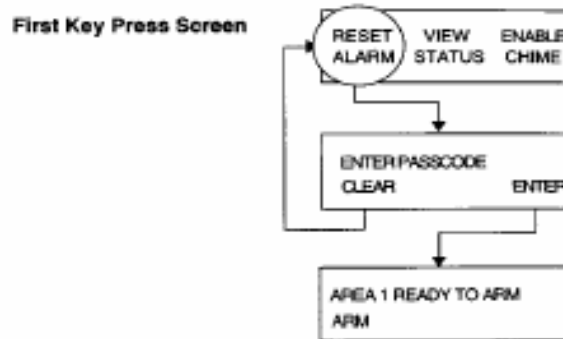 First Key Press Screen
RESET VIEW ENABLE
ALARM STATUS CHIME
ENTER PASSCODE
CLEAR ENTER
AREA 1 READY TO ARM
ARM